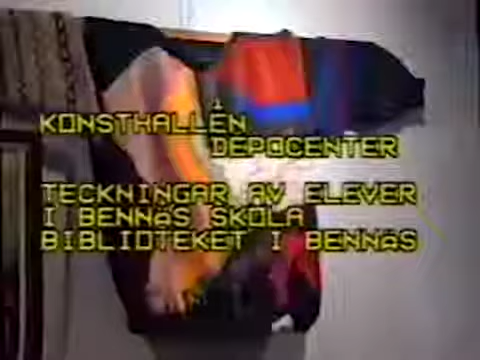 KONSTHALLEN
DEPOCENTER
TECKNINGAR AV ELEVER
I BENNäS SKOLA
BIBLIOTEKET I BENNäS